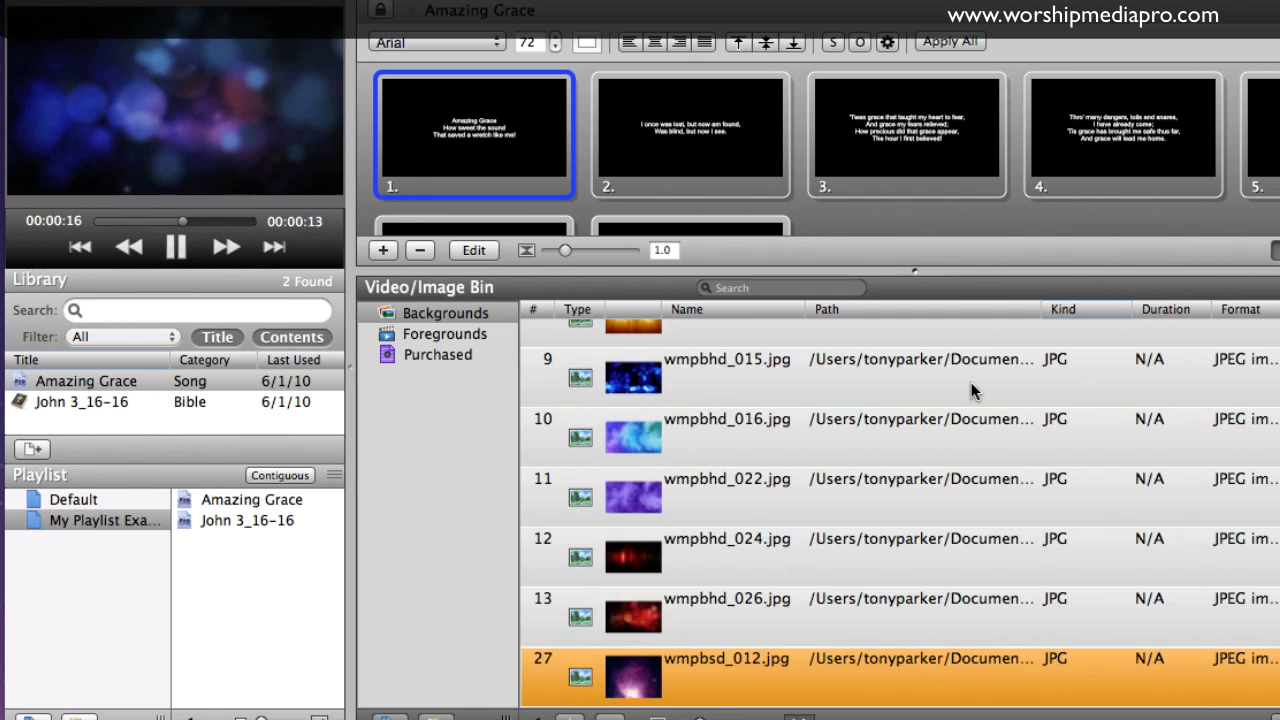 Amazing Grace
www.worshipmediapro.com
Arial
72
S
O
Apply All
Amazing Grace
How sweet the sound
That saved a wretch like me!
1.
I once was lost, but now am found,
Was blind, but now I see.
2.
'Twas grace that taught my heart to fear,
And grace my fears relieved;
How precious did that grace appear,
The hour I first believed!
3.
Thro' many dangers, toils and snares,
I have already come;
'Tis grace has brought me safe thus far,
And grace will lead me home.
4.
5.
00:00:16
00:00:13
+
−
Edit
1.0
Library
2 Found
Search:
Filter: All Title Contents
Title Category Last Used
Amazing Grace Song 6/1/10
John 3_16-16 Bible 6/1/10
Playlist Contiguous
Default
My Playlist Exa...
Amazing Grace
John 3_16-16
Video/Image Bin
Search
Backgrounds
Foregrounds
Purchased
# Type Name Path Kind Duration Format
9 wmpbhd_015.jpg /Users/tonyparker/Documen... JPG N/A JPEG im...
10 wmpbhd_016.jpg /Users/tonyparker/Documen... JPG N/A JPEG im...
11 wmpbhd_022.jpg /Users/tonyparker/Documen... JPG N/A JPEG im...
12 wmpbhd_024.jpg /Users/tonyparker/Documen... JPG N/A JPEG im...
13 wmpbhd_026.jpg /Users/tonyparker/Documen... JPG N/A JPEG im...
27 wmpbsd_012.jpg /Users/tonyparker/Documen... JPG N/A JPEG im...